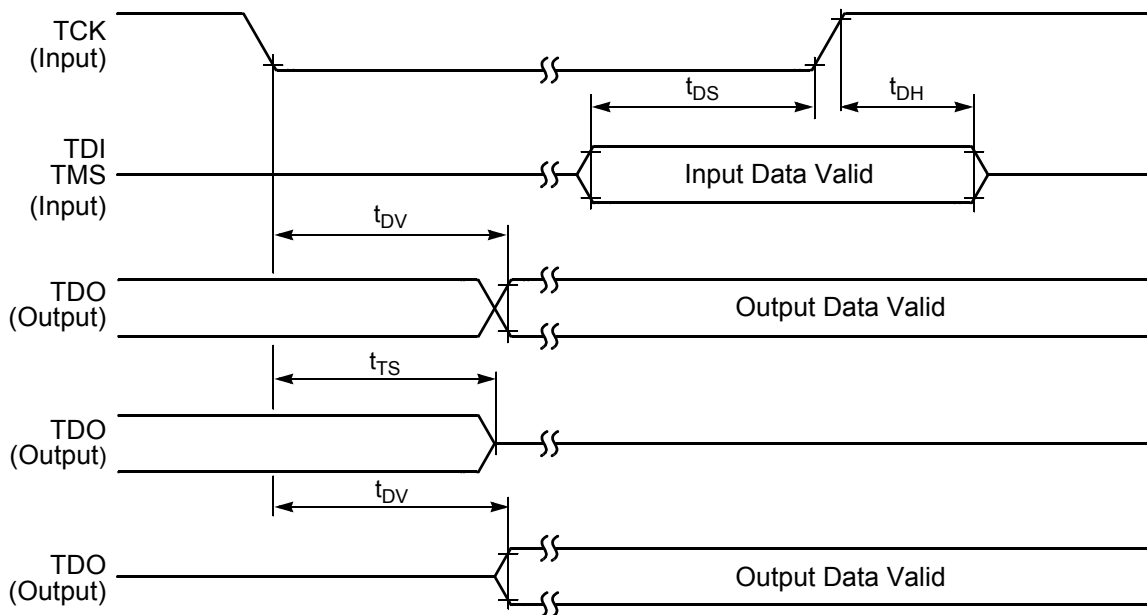 TCK
(Input)
tDS
tDH
TDI
TMS
(Input)
Input Data Valid
tDV
TDO
(Output)
Output Data Valid
tTS
TDO
(Output)
tDV
TDO
(Output)
Output Data Valid